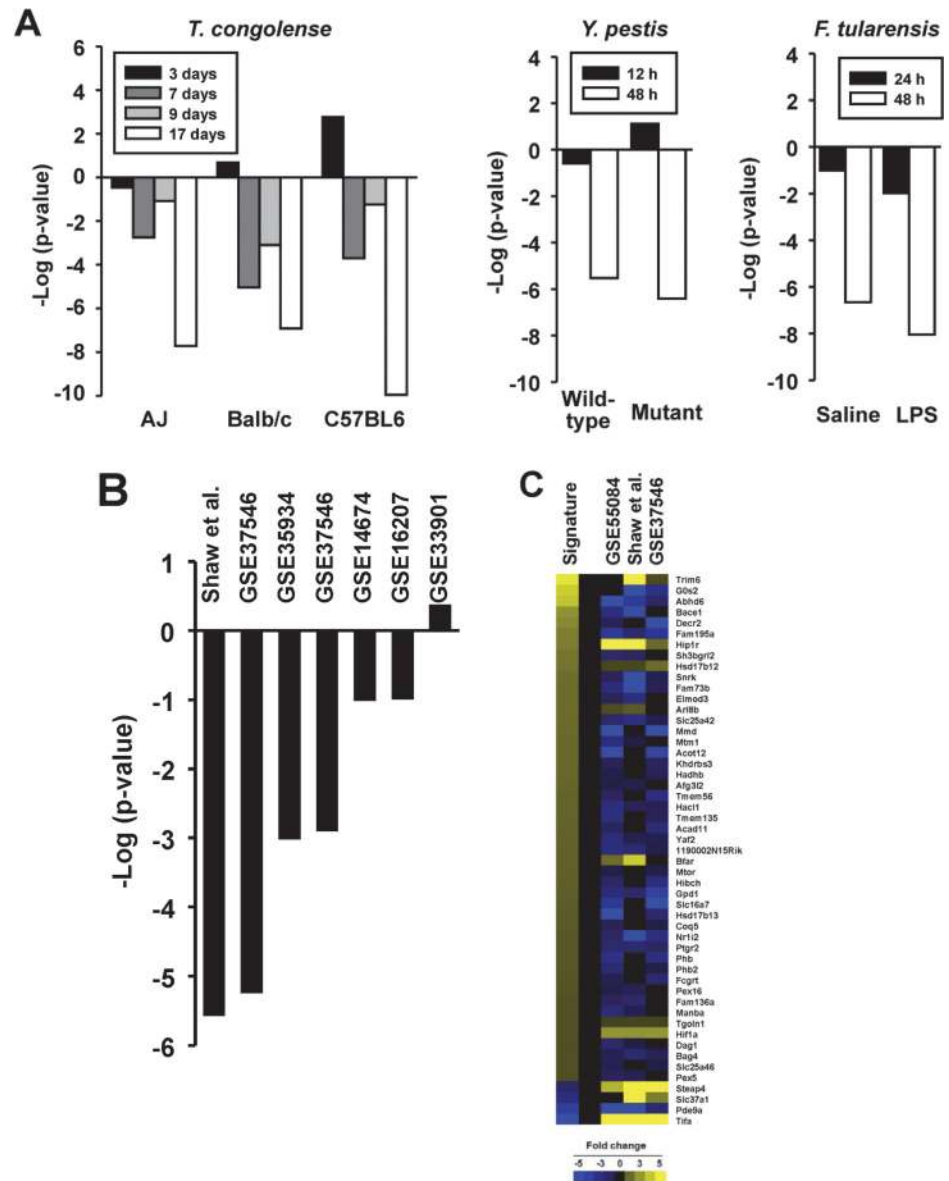 A
T. congolense
Y. pestis
F. tularensis
3 days
7 days
9 days
17 days
12 h
48 h
24 h
48 h
-Log (p-value)
6
4
2
0
-2
-4
-6
-8
-10
AJ
Balb/c
C57BL6
-Log (p-value)
4
2
0
-2
-4
-6
-8
-10
Wild-
type
Mutant
-Log (p-value)
4
2
0
-2
-4
-6
-8
-10
Saline
LPS
B
Shaw et al.
GSE37546
GSE35934
GSE37546
GSE14674
GSE16207
GSE33901
-Log (p-value)
1
0
-1
-2
-3
-4
-5
-6
C
Signature
GSE55084
Shaw et al.
GSE37546
Trim6
G0s2
Abhd6
Bace1
Decr2
Fam195a
Hip1r
Sh3bgrl2
Hsd17b12
Snrk
Fam73b
Elmod3
Arl8b
Slc25a42
Mmd
Mtm1
Acot12
Khdrbs3
Hadhb
Afg3l2
Tmem56
Hacl1
Tmem135
Acad11
Yaf2
1190002N15Rik
Bfar
Mtor
Hibch
Gpd1
Slc16a7
Hsd17b13
Coq5
Nr1i2
Ptgr2
Phb
Phb2
Fcgrt
Pex16
Fam136a
Manba
Tgoln1
Hif1a
Dag1
Bag4
Slc25a46
Pex5
Steap4
Slc37a1
Pde9a
Tifa
Fold change
-5 -3 0 3 5